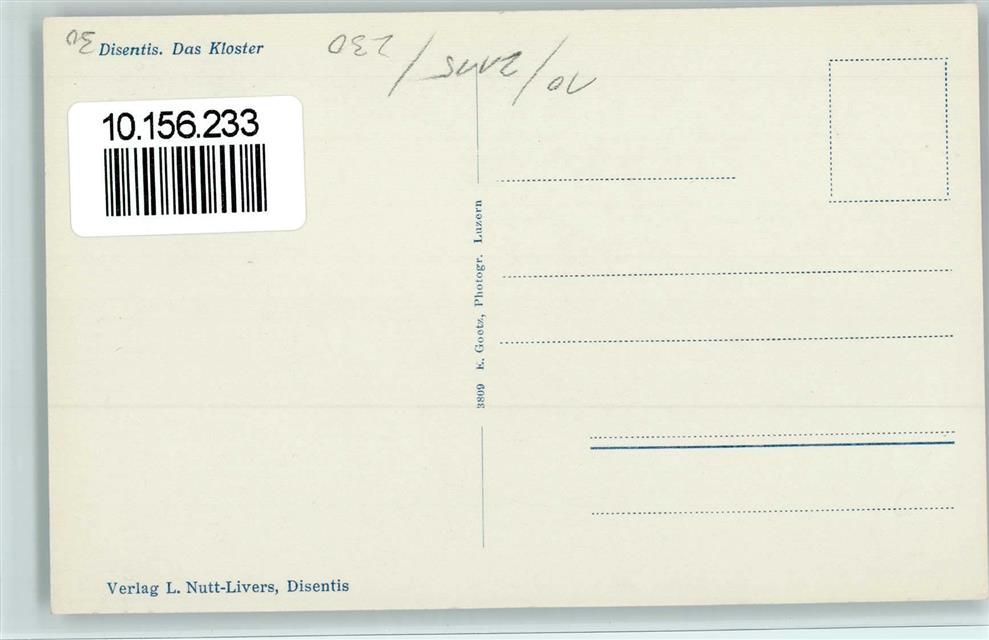 Disentis. Das Kloster
10.156.233
3809 E. Goetz, Photogr. Luzern
Verlag L. Nutt-Livers, Disentis